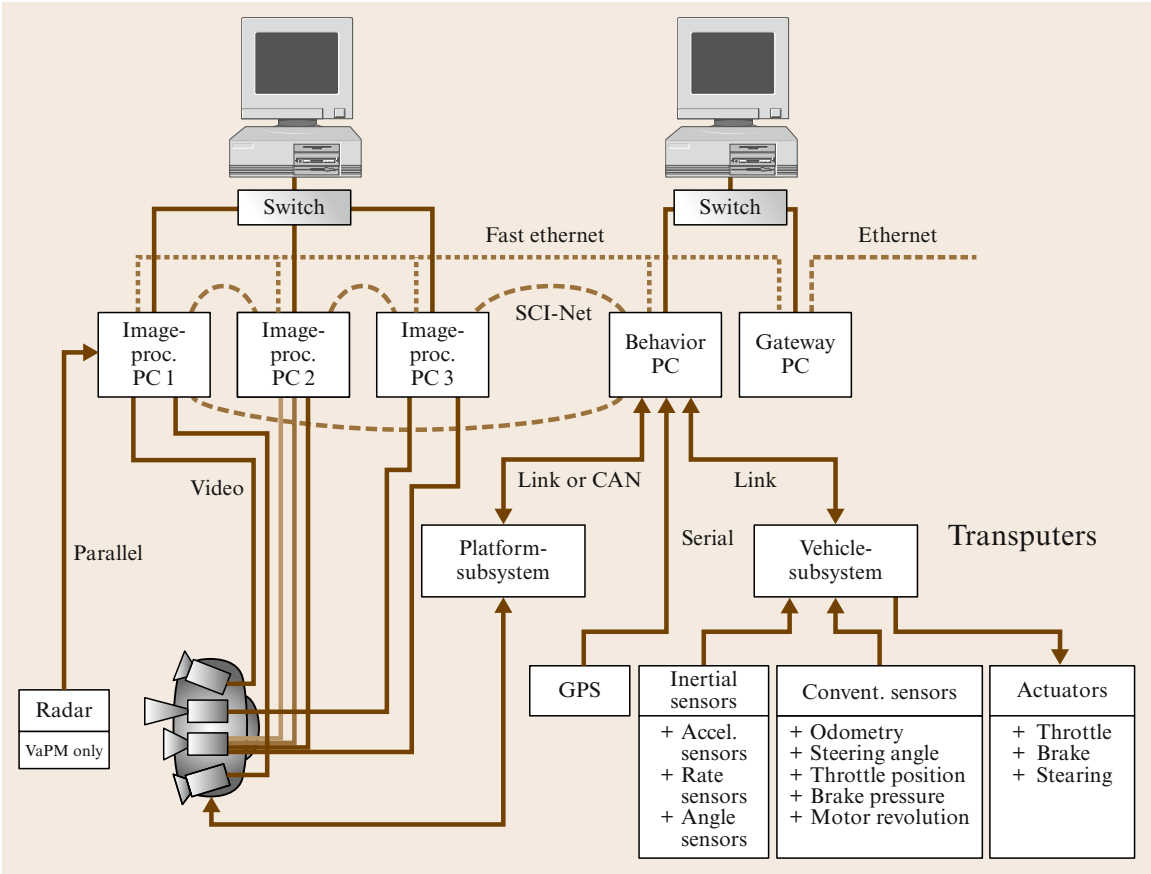 Switch
Switch
Fast ethernet
Ethernet
SCI-Net
Image-
proc.
PC 1
Image-
proc.
PC 2
Image-
proc.
PC 3
Behavior
PC
Gateway
PC
Video
Link or CAN
Link
Parallel
Serial
Platform-
subsystem
Vehicle-
subsystem
Transputers
Radar
VaPM only
GPS
Inertial
sensors
+ Accel.
sensors
+ Rate
sensors
+ Angle
sensors
Convent. sensors
+ Odometry
+ Steering angle
+ Throttle position
+ Brake pressure
+ Motor revolution
Actuators
+ Throttle
+ Brake
+ Stearing